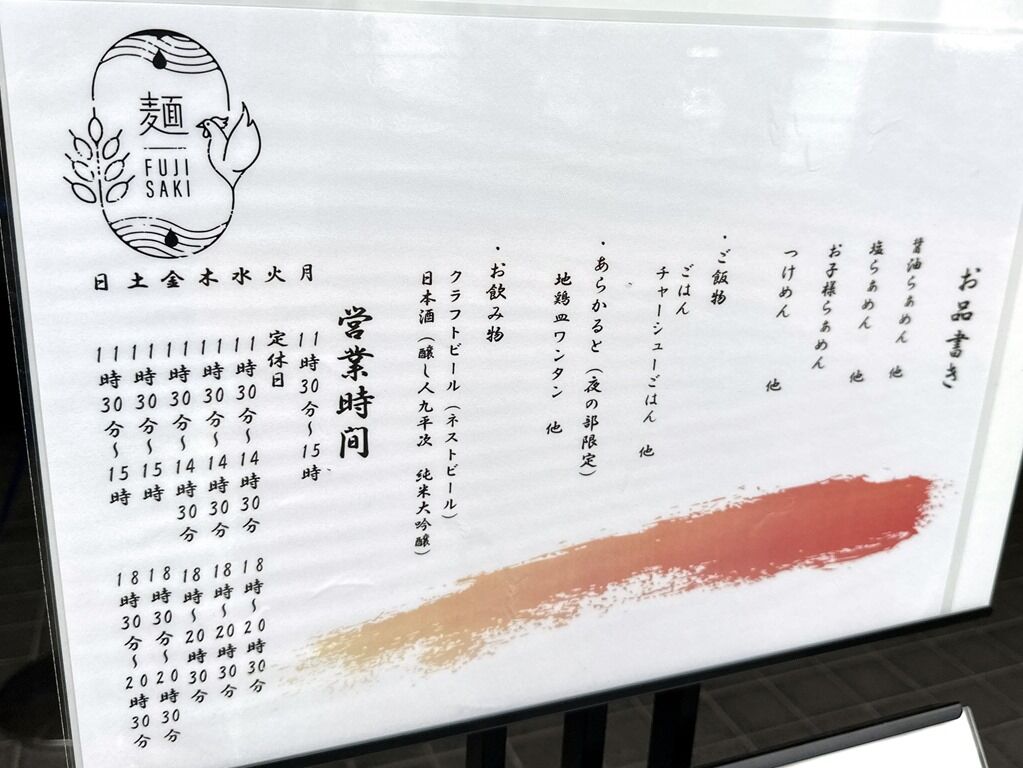 麺
FUJI
SAKI
お品書き
醤油らぁめん 他
塩らぁめん 他
お子様らぁめん
つけめん 他
・ご飯物
ごはん
チャーシューごはん 他
・あらかると（夜の部限定）
地鶏皿ワンタン 他
・お飲み物
クラフトビール（ネストビール）
日本酒（醸し人九平次 純米大吟醸）
営業時間
月 11時30分～15時
火 定休日
水 11時30分～14時30分 18時～20時30分
木 11時30分～14時30分 18時～20時30分
金 11時30分～14時30分 18時～20時30分
土 11時30分～15時 18時30分～20時30分
日 11時30分～15時 18時30分～20時30分